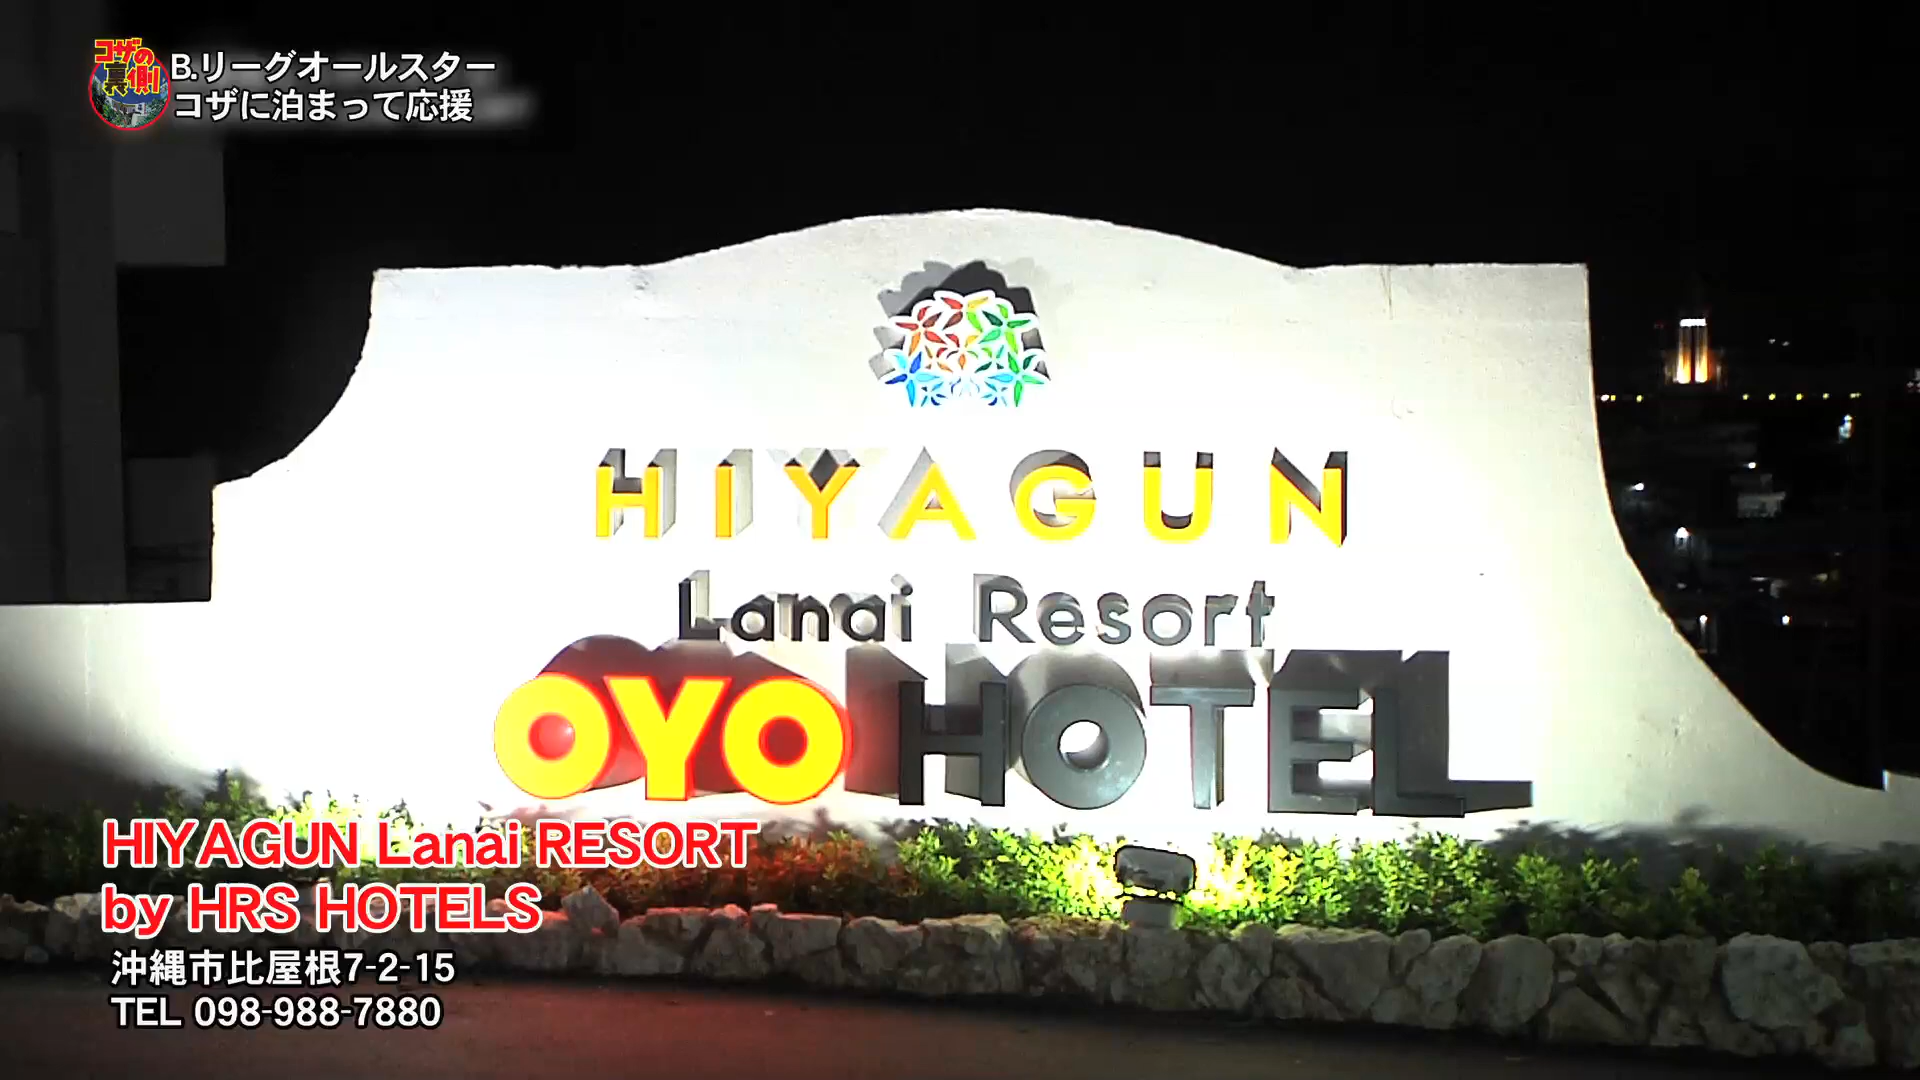 コザの
裏側
B.リーグオールスター
コザに泊まって応援
HIYAGUN
Lanai Resort
OYO HOTEL
HIYAGUN Lanai RESORT
by HRS HOTELS
沖縄市比屋根7-2-15
TEL 098-988-7880